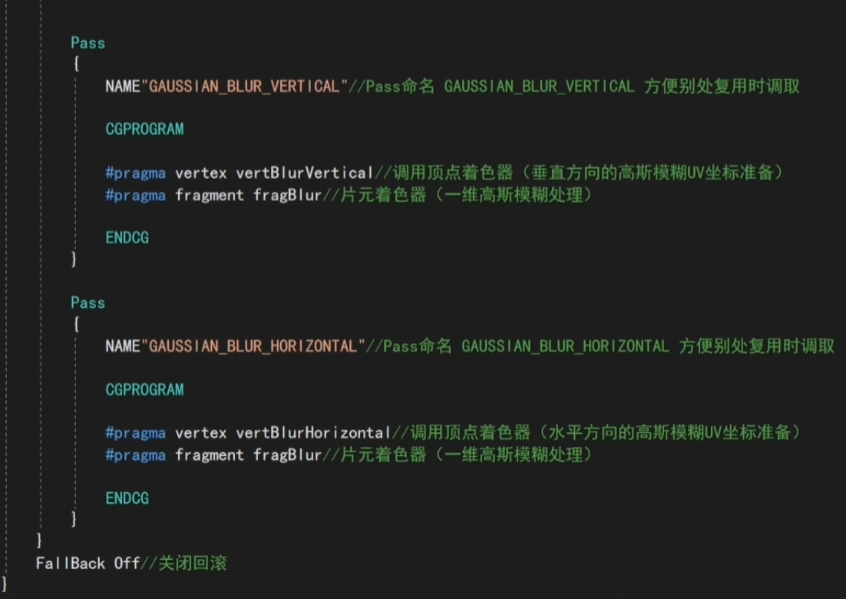 Pass
{
NAME"GAUSSIAN_BLUR_VERTICAL"//Pass命名 GAUSSIAN_BLUR_VERTICAL 方便别处复用时调取
CGPROGRAM
#pragma vertex vertBlurVertical//调用顶点着色器（垂直方向的高斯模糊UV坐标准备）
#pragma fragment fragBlur//片元着色器（一维高斯模糊处理）
ENDCG
}
Pass
{
NAME"GAUSSIAN_BLUR_HORIZONTAL"//Pass命名 GAUSSIAN_BLUR_HORIZONTAL 方便别处复用时调取
CGPROGRAM
#pragma vertex vertBlurHorizontal//调用顶点着色器（水平方向的高斯模糊UV坐标准备）
#pragma fragment fragBlur//片元着色器（一维高斯模糊处理）
ENDCG
}
}
FallBack Off//关闭回滚
}